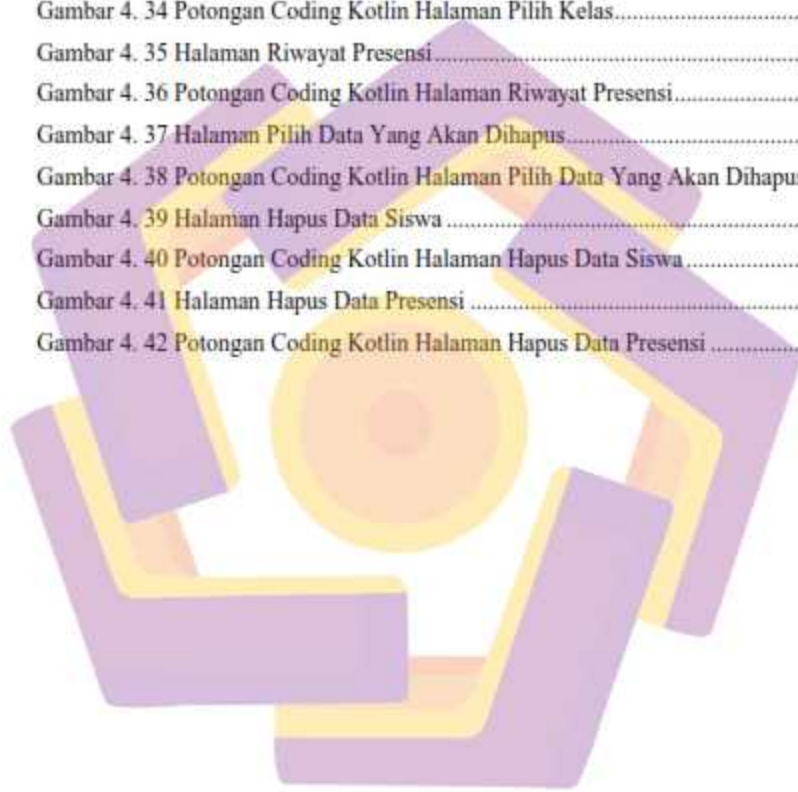 Gambar 4. 34 Potongan Coding Kotlin Halaman Pilih Kelas..............................
Gambar 4. 35 Halaman Riwayat Presensi............................................................
Gambar 4. 36 Potongan Coding Kotlin Halaman Riwayat Presensi....................
Gambar 4. 37 Halaman Pilih Data Yang Akan Dihapus......................................
Gambar 4. 38 Potongan Coding Kotlin Halaman Pilih Data Yang Akan Dihapus
Gambar 4. 39 Halaman Hapus Data Siswa ..........................................................
Gambar 4. 40 Potongan Coding Kotlin Halaman Hapus Data Siswa..................
Gambar 4. 41 Halaman Hapus Data Presensi ......................................................
Gambar 4. 42 Potongan Coding Kotlin Halaman Hapus Data Presensi ..............